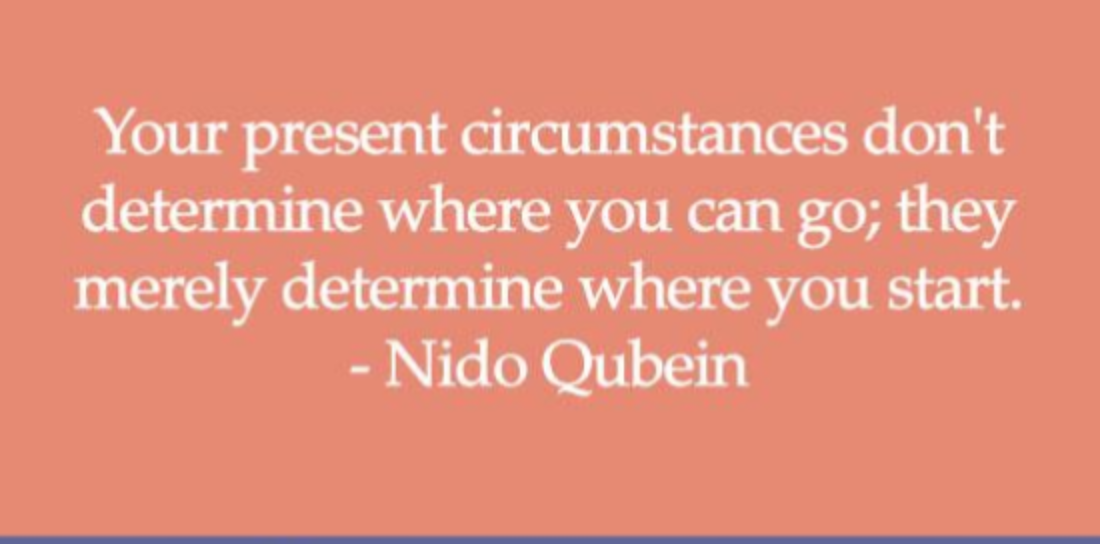 Your present circumstances don't
determine where you can go; they
merely determine where you start.
- Nido Qubein